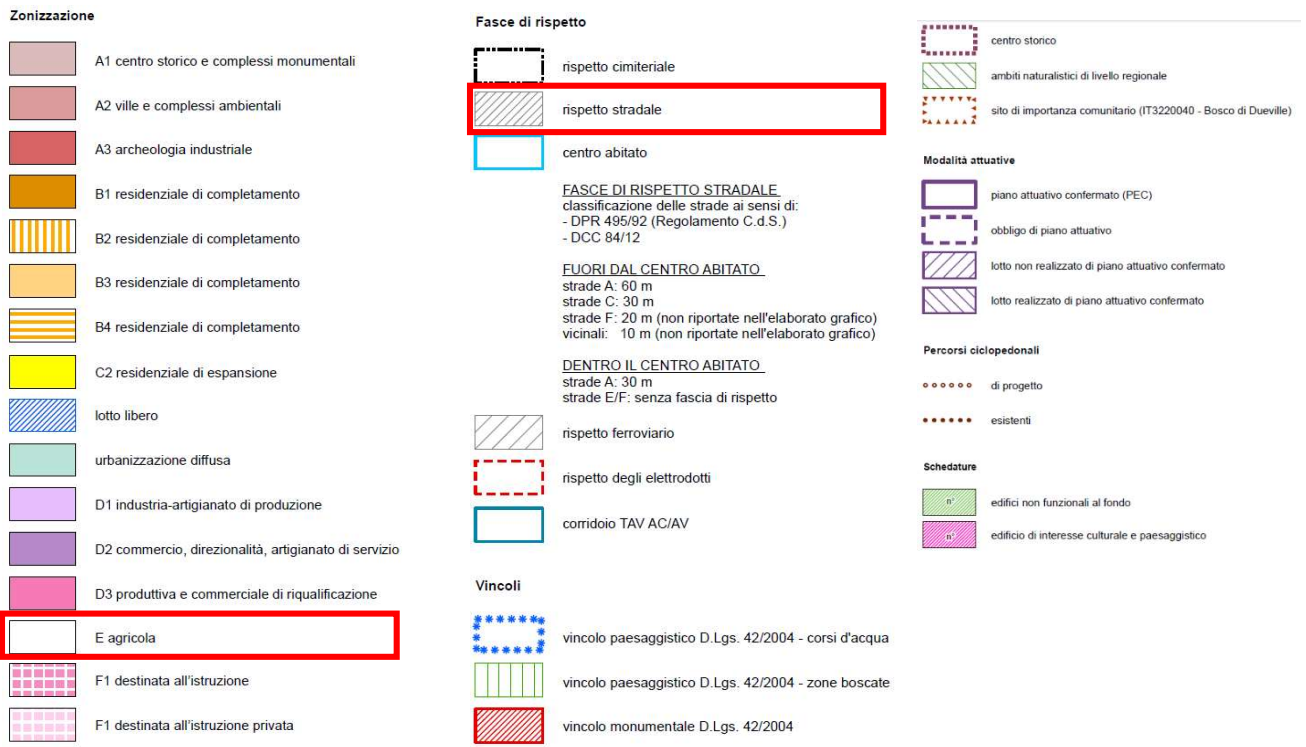 Zonizzazione
A1 centro storico e complessi monumentali
A2 ville e complessi ambientali
A3 archeologia industriale
B1 residenziale di completamento
B2 residenziale di completamento
B3 residenziale di completamento
B4 residenziale di completamento
C2 residenziale di espansione
lotto libero
urbanizzazione diffusa
D1 industria-artigianato di produzione
D2 commercio, direzionalità, artigianato di servizio
D3 produttiva e commerciale di riqualificazione
E agricola
F1 destinata all'istruzione
F1 destinata all'istruzione privata
Fasce di rispetto
rispetto cimiteriale
rispetto stradale
centro abitato
FASCE DI RISPETTO STRADALE
classificazione delle strade ai sensi di:
- DPR 495/92 (Regolamento C.d.S.)
- DCC 84/12
FUORI DAL CENTRO ABITATO
strade A: 60 m
strade C: 30 m
strade F: 20 m (non riportate nell'elaborato grafico)
vicinali: 10 m (non riportate nell'elaborato grafico)
DENTRO IL CENTRO ABITATO
strade A: 30 m
strade E/F: senza fascia di rispetto
rispetto ferroviario
rispetto degli elettrodotti
corridoio TAV AC/AV
Vincoli
vincolo paesaggistico D.Lgs. 42/2004 - corsi d'acqua
vincolo paesaggistico D.Lgs. 42/2004 - zone boscate
vincolo monumentale D.Lgs. 42/2004
centro storico
ambiti naturalistici di livello regionale
sito di importanza comunitario (IT3220040 - Bosco di Dueville)
Modalità attuative
piano attuativo confermato (PEC)
obbligo di piano attuativo
lotto non realizzato di piano attuativo confermato
lotto realizzato di piano attuativo confermato
Percorsi ciclopedonali
di progetto
esistenti
Schedature
n° edifici non funzionali al fondo
n° edificio di interesse culturale e paesaggistico